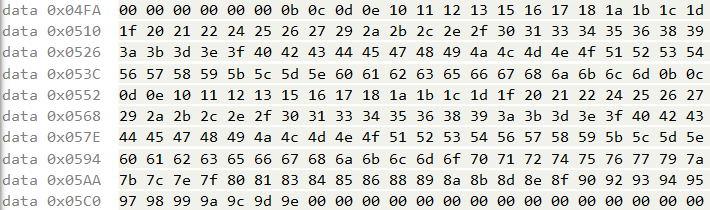 data 0x04FA 00 00 00 00 00 00 0b 0c 0d 0e 10 11 12 13 15 16 17 18 1a 1b 1c 1d
data 0x0510 1f 20 21 22 24 25 26 27 29 2a 2b 2c 2e 2f 30 31 33 34 35 36 38 39
data 0x0526 3a 3b 3d 3e 3f 40 42 43 44 45 47 48 49 4a 4c 4d 4e 4f 51 52 53 54
data 0x053C 56 57 58 59 5b 5c 5d 5e 60 61 62 63 65 66 67 68 6a 6b 6c 6d 0b 0c
data 0x0552 0d 0e 10 11 12 13 15 16 17 18 1a 1b 1c 1d 1f 20 21 22 24 25 26 27
data 0x0568 29 2a 2b 2c 2e 2f 30 31 33 34 35 36 38 39 3a 3b 3d 3e 3f 40 42 43
data 0x057E 44 45 47 48 49 4a 4c 4d 4e 4f 51 52 53 54 56 57 58 59 5b 5c 5d 5e
data 0x0594 60 61 62 63 65 66 67 68 6a 6b 6c 6d 6f 70 71 72 74 75 76 77 79 7a
data 0x05AA 7b 7c 7e 7f 80 81 83 84 85 86 88 89 8a 8b 8d 8e 8f 90 92 93 94 95
data 0x05C0 97 98 99 9a 9c 9d 9e 00 00 00 00 00 00 00 00 00 00 00 00 00 00 00